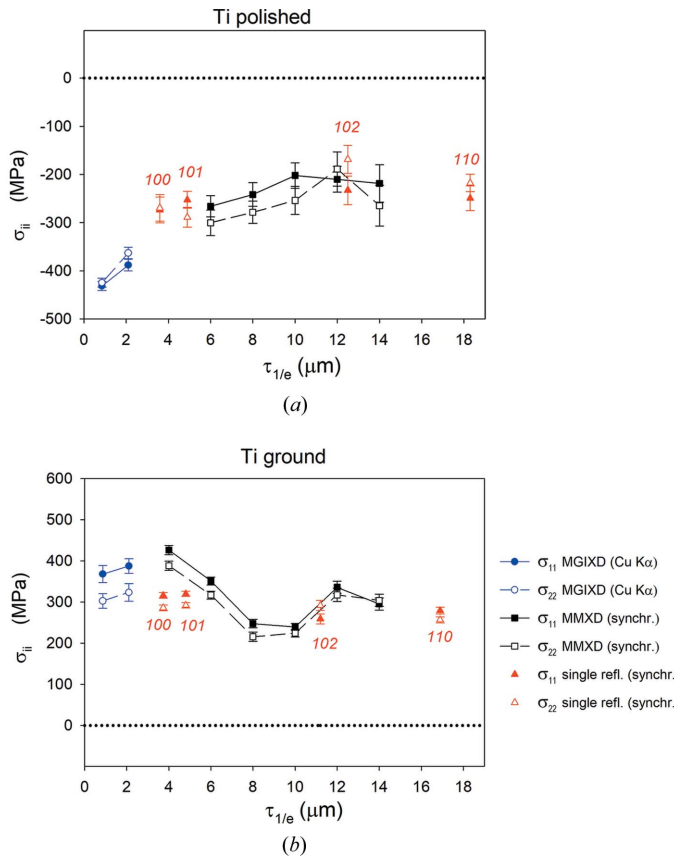 Ti polished
0
-100
-200
-300
-400
-500
σii (MPa)
100
101
102
110
0 2 4 6 8 10 12 14 16 18
τ1/e (μm)
(a)
Ti ground
600
500
400
300
200
100
0
σii (MPa)
100
101
102
110
0 2 4 6 8 10 12 14 16 18
τ1/e (μm)
(b)
σ11 MGIXD (Cu Kα)
σ22 MGIXD (Cu Kα)
σ11 MMXD (synchr.)
σ22 MMXD (synchr.)
σ11 single refl. (synchr.
σ22 single refl. (synchr.